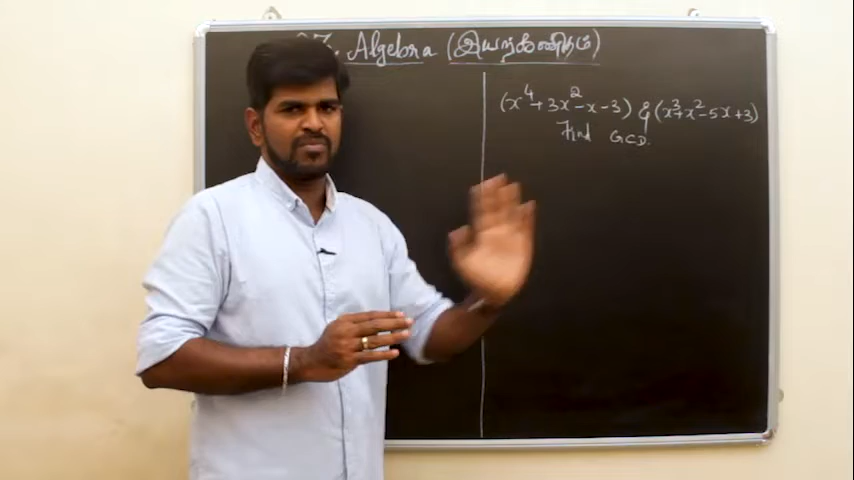 Algebra (இயற்கணிதம்)
(x⁴+3x²-x-3) & (x³+x²-5x+3)
Find GCD.